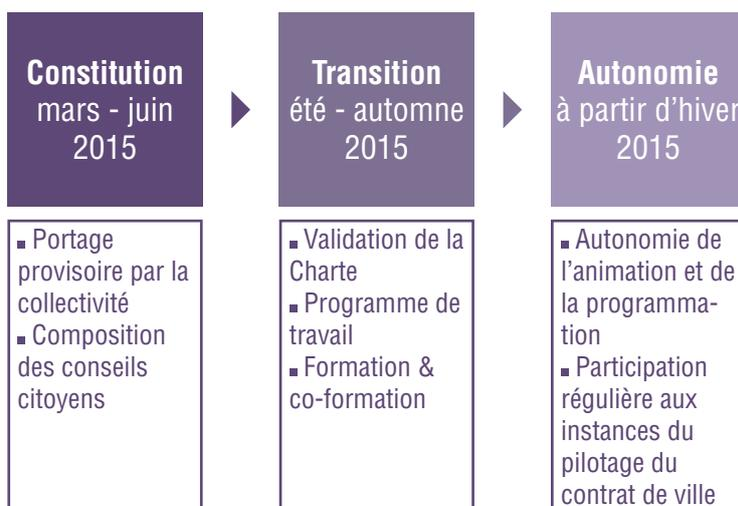 Constitution
mars - juin
2015
▪ Portage
provisoire par la
collectivité
▪ Composition
des conseils
citoyens
Transition
été - automne
2015
▪ Validation de la
Charte
▪ Programme de
travail
▪ Formation &
co-formation
Autonomie
à partir d’hiver
2015
▪ Autonomie de
l’animation et de
la programma-
tion
▪ Participation
régulière aux
instances du
pilotage du
contrat de ville